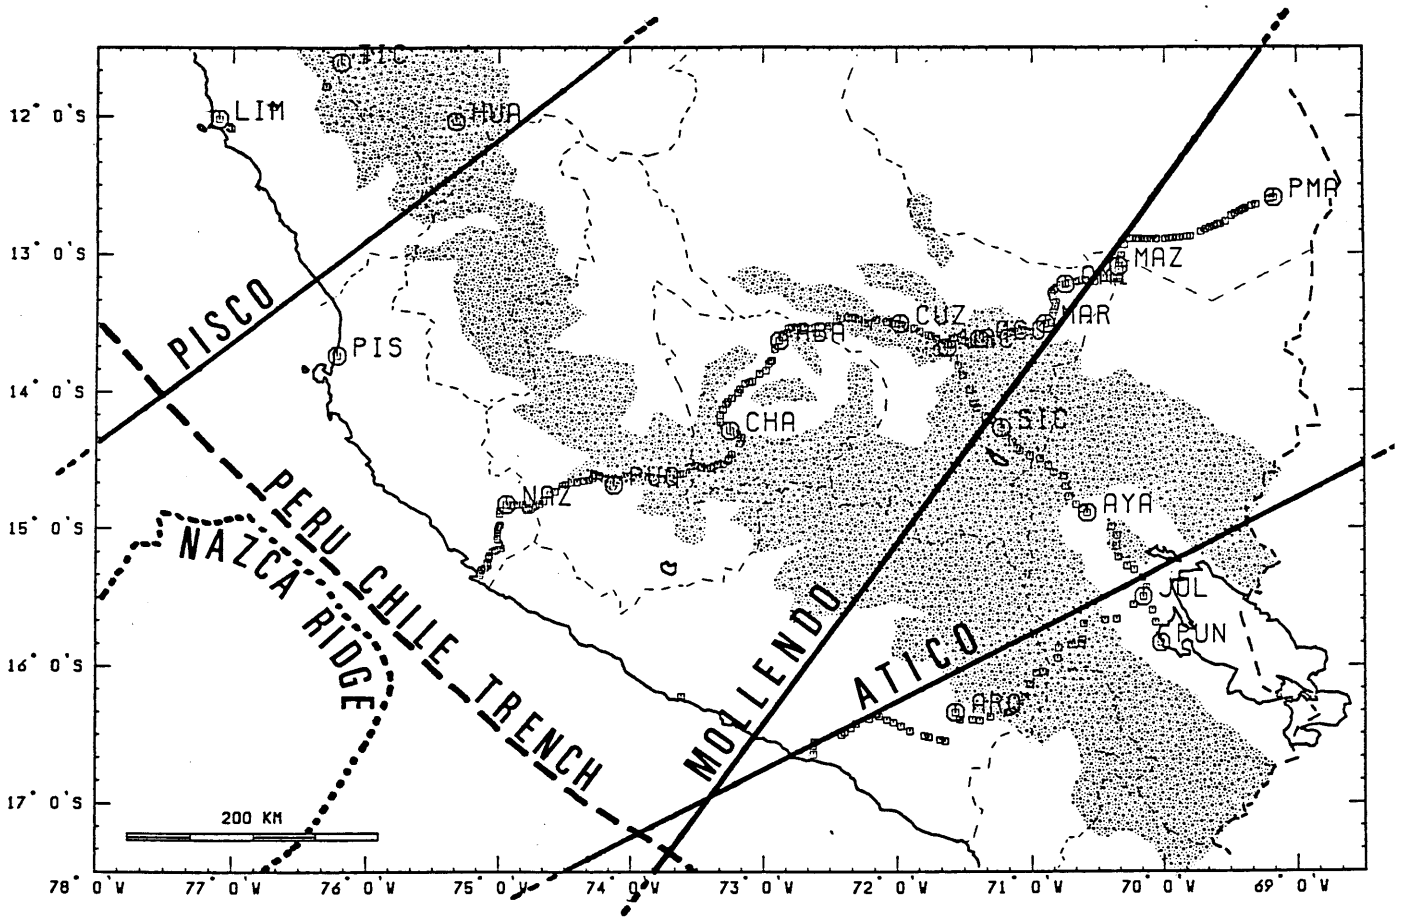 TIC
LIM
HUA
12° 0'S
PMA
13° 0'S
MAZ
PISCO
CUZ
MAR
ABA
PIS
14° 0'S
CHA
SIC
PUQ
NAZ
AYA
15° 0'S
PERU CHILE TRENCH
NAZCA RIDGE
JUL
PUN
MOLLENDO
ATICO
16° 0'S
ARQ
17° 0'S
200 KM
78° 0'W
77° 0'W
76° 0'W
75° 0'W
74° 0'W
73° 0'W
72° 0'W
71° 0'W
70° 0'W
69° 0'W